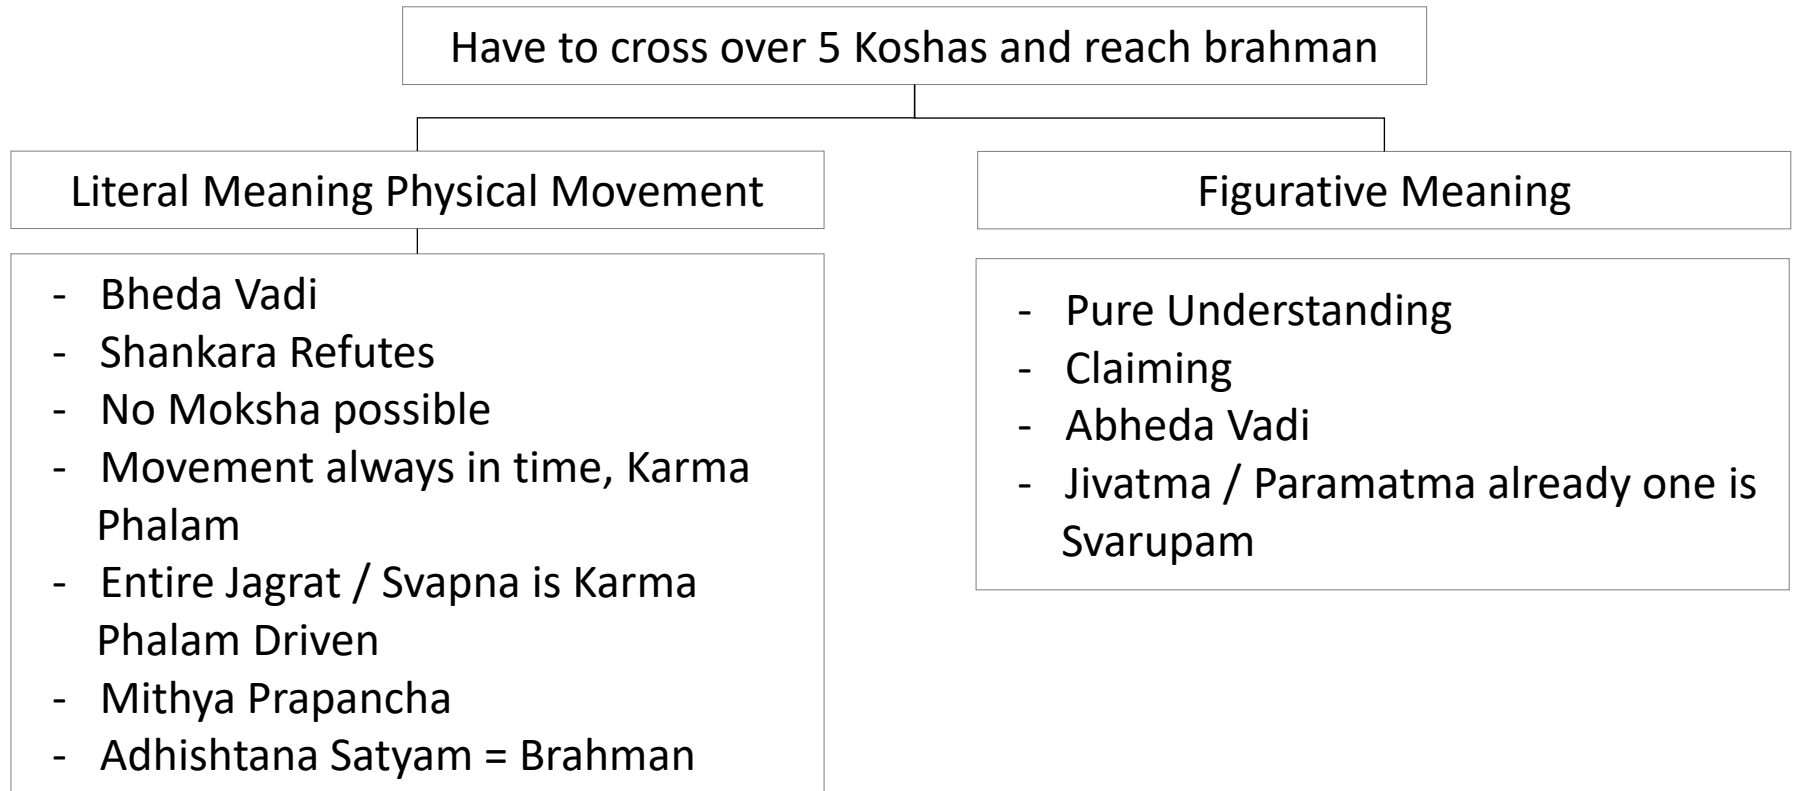 Have to cross over 5 Koshas and reach brahman
Literal Meaning Physical Movement
- Bheda Vadi
- Shankara Refutes
- No Moksha possible
- Movement always in time, Karma
Phalam
- Entire Jagrat / Svapna is Karma
Phalam Driven
- Mithya Prapancha
- Adhishtana Satyam = Brahman
Figurative Meaning
- Pure Understanding
- Claiming
- Abheda Vadi
- Jivatma / Paramatma already one is
Svarupam